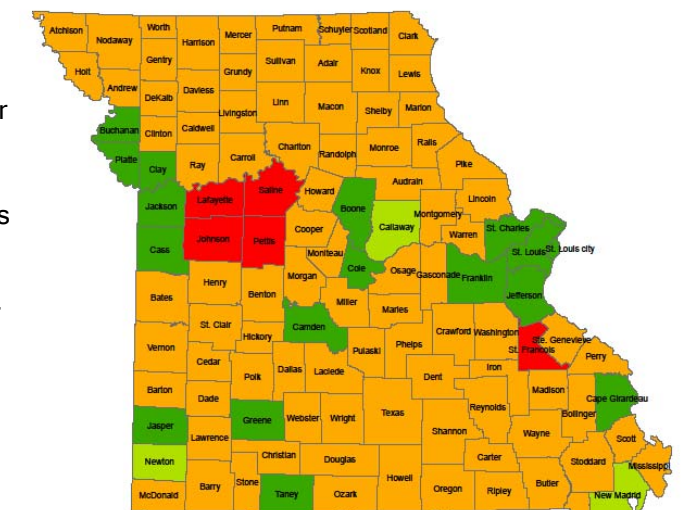 Atchison
Nodaway
Worth
Harrison
Mercer
Putnam
Schuyler
Scotland
Clark
Holt
Andrew
Gentry
DeKalb
Daviess
Grundy
Sullivan
Adair
Knox
Lewis
Livingston
Linn
Macon
Shelby
Marion
r
Buchanan
Clinton
Caldwell
Chariton
Randolph
Monroe
Ralls
Platte
Clay
Ray
Carroll
Pike
Audrain
Lafayette
Saline
Howard
Boone
Callaway
Montgomery
Lincoln
s
Jackson
Johnson
Pettis
Cooper
Moniteau
Warren
St. Charles
St. Louis
St. Louis city
Cass
Cole
Osage
Gasconade
Franklin
Jefferson
Bates
Henry
Benton
Morgan
Miller
Maries
St. Clair
Hickory
Camden
Crawford
Washington
St. Francois
Ste. Genevieve
Perry
Vernon
Cedar
Polk
Dallas
Laclede
Pulaski
Phelps
Dent
Iron
Barton
Dade
Texas
Madison
Bollinger
Cape Girardeau
Reynolds
Jasper
Lawrence
Greene
Webster
Wright
Shannon
Wayne
Scott
Newton
Christian
Douglas
Carter
Stoddard
Mississippi
McDonald
Barry
Stone
Taney
Ozark
Howell
Oregon
Ripley
Butler
New Madrid